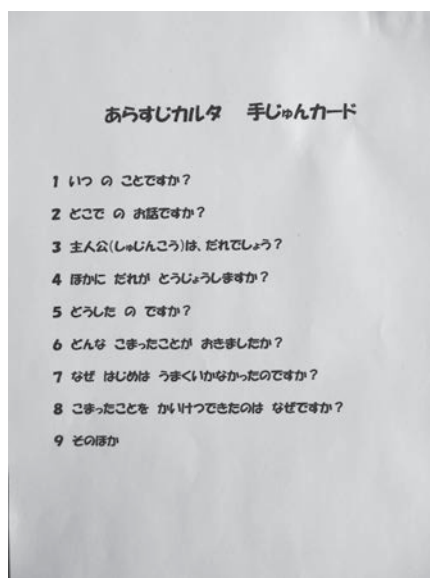 あらすじカルタ　手じゅんカード
1 いつ の ことですか？
2 どこで の お話ですか？
3 主人公(しゅじんこう)は、だれでしょう？
4 ほかに だれが とうじょうしますか？
5 どうした の ですか？
6 どんな こまったことが おきましたか？
7 なぜ はじめは うまくいかなかったのですか？
8 こまったことを かいけつできたのは なぜですか？
9 そのほか